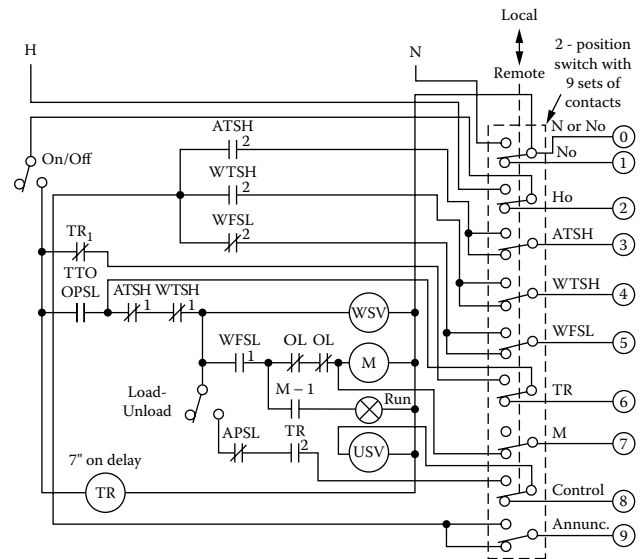 Local
2 - position
switch with
9 sets of
contacts
H
N
Remote
N or No
0
ATSH
2
No
1
On/Off
WTSH
2
Ho
2
WFSL
2
ATSH
3
TR1
TTO
OPSL
ATSH
1
WTSH
1
WSV
WTSH
4
WFSL
1
OL
OL
M
WFSL
5
M – 1
Run
TR
6
Load-
Unload
APSL
TR
2
USV
M
7
7" on delay
TR
Control
8
Annunc.
9